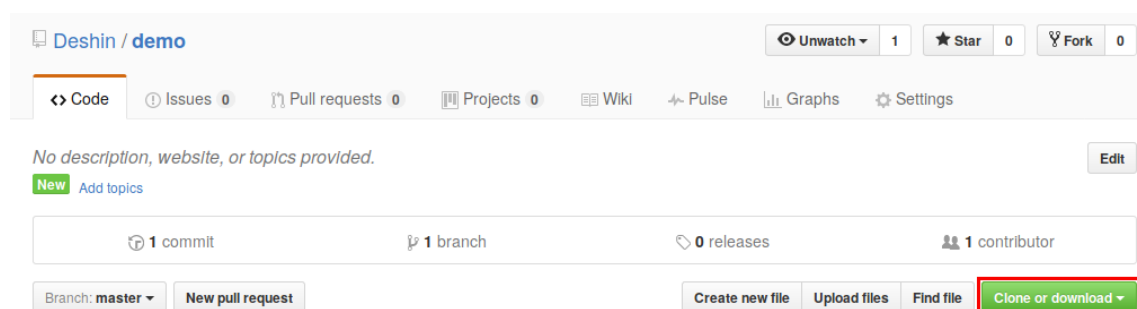 Deshin / demo Unwatch 1 Star 0 Fork 0
Code Issues 0 Pull requests 0 Projects 0 Wiki Pulse Graphs Settings
No description, website, or topics provided. Edit
New Add topics
1 commit 1 branch 0 releases 1 contributor
Branch: master New pull request Create new file Upload files Find file Clone or download